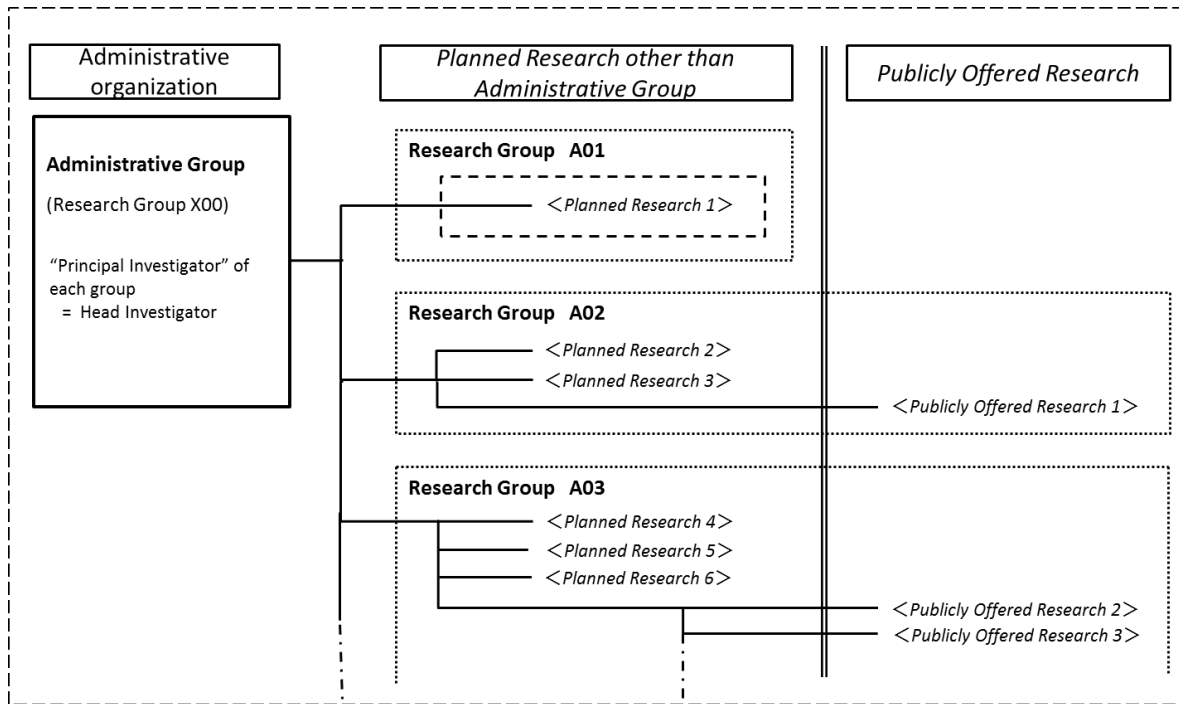 Administrative
organization
Planned Research other than
Administrative Group
Publicly Offered Research
Administrative Group
(Research Group X00)
“Principal Investigator” of
each group
= Head Investigator
Research Group A01
＜Planned Research 1＞
Research Group A02
＜Planned Research 2＞
＜Planned Research 3＞
＜Publicly Offered Research 1＞
Research Group A03
＜Planned Research 4＞
＜Planned Research 5＞
＜Planned Research 6＞
＜Publicly Offered Research 2＞
＜Publicly Offered Research 3＞